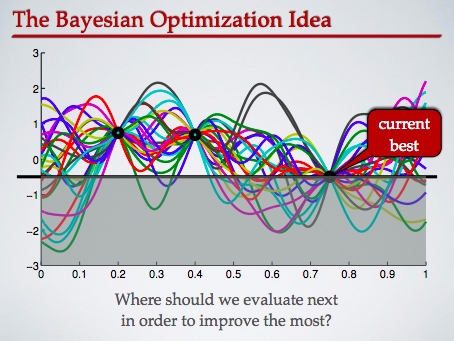 The Bayesian Optimization Idea
3
2
1
0
−1
−2
−3
current
best
0 0.1 0.2 0.3 0.4 0.5 0.6 0.7 0.8 0.9 1
Where should we evaluate next
in order to improve the most?